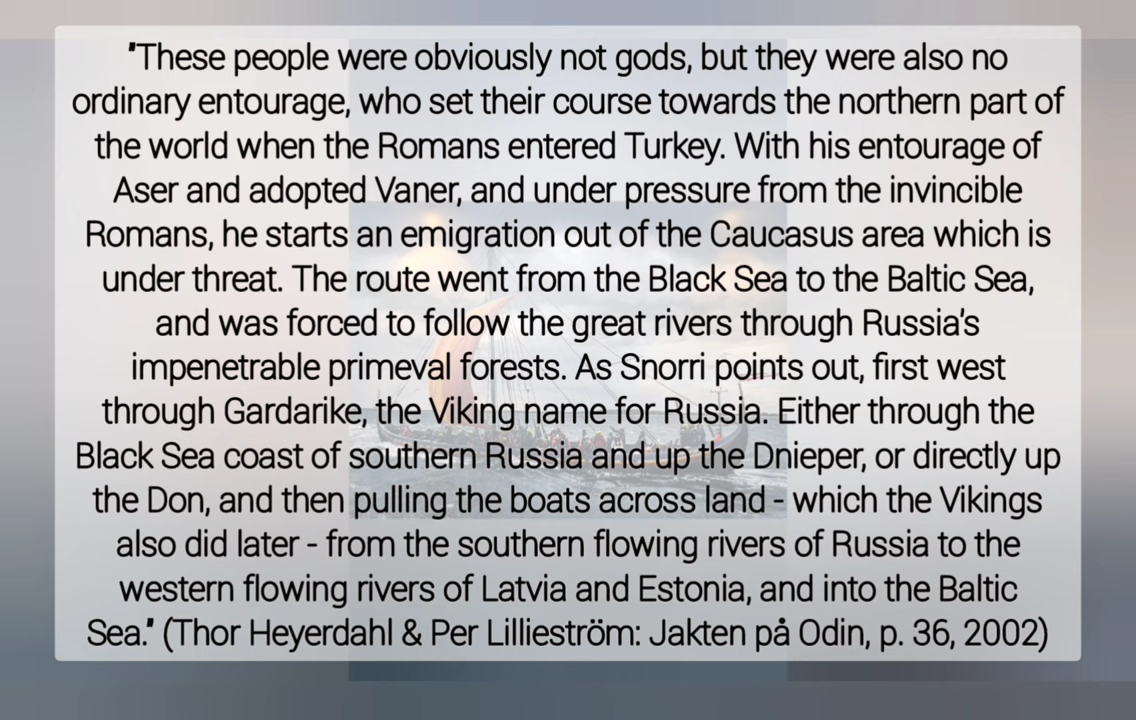 "These people were obviously not gods, but they were also no
ordinary entourage, who set their course towards the northern part of
the world when the Romans entered Turkey. With his entourage of
Aser and adopted Vaner, and under pressure from the invincible
Romans, he starts an emigration out of the Caucasus area which is
under threat. The route went from the Black Sea to the Baltic Sea,
and was forced to follow the great rivers through Russia's
impenetrable primeval forests. As Snorri points out, first west
through Gardarike, the Viking name for Russia. Either through the
Black Sea coast of southern Russia and up the Dnieper, or directly up
the Don, and then pulling the boats across land - which the Vikings
also did later - from the southern flowing rivers of Russia to the
western flowing rivers of Latvia and Estonia, and into the Baltic
Sea." (Thor Heyerdahl & Per Lillieström: Jakten på Odin, p. 36, 2002)